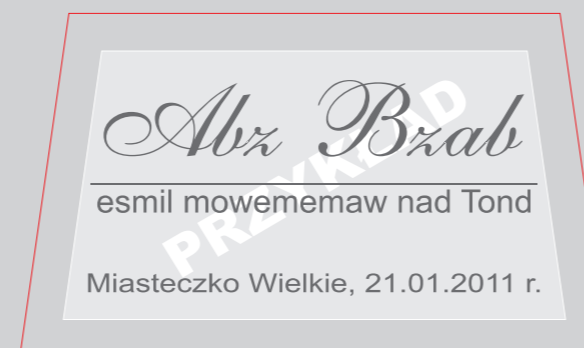 Abz Bzab
esmil mowememaw nad Tond
Miasteczko Wielkie, 21.01.2011 r.
PRZYKŁAD